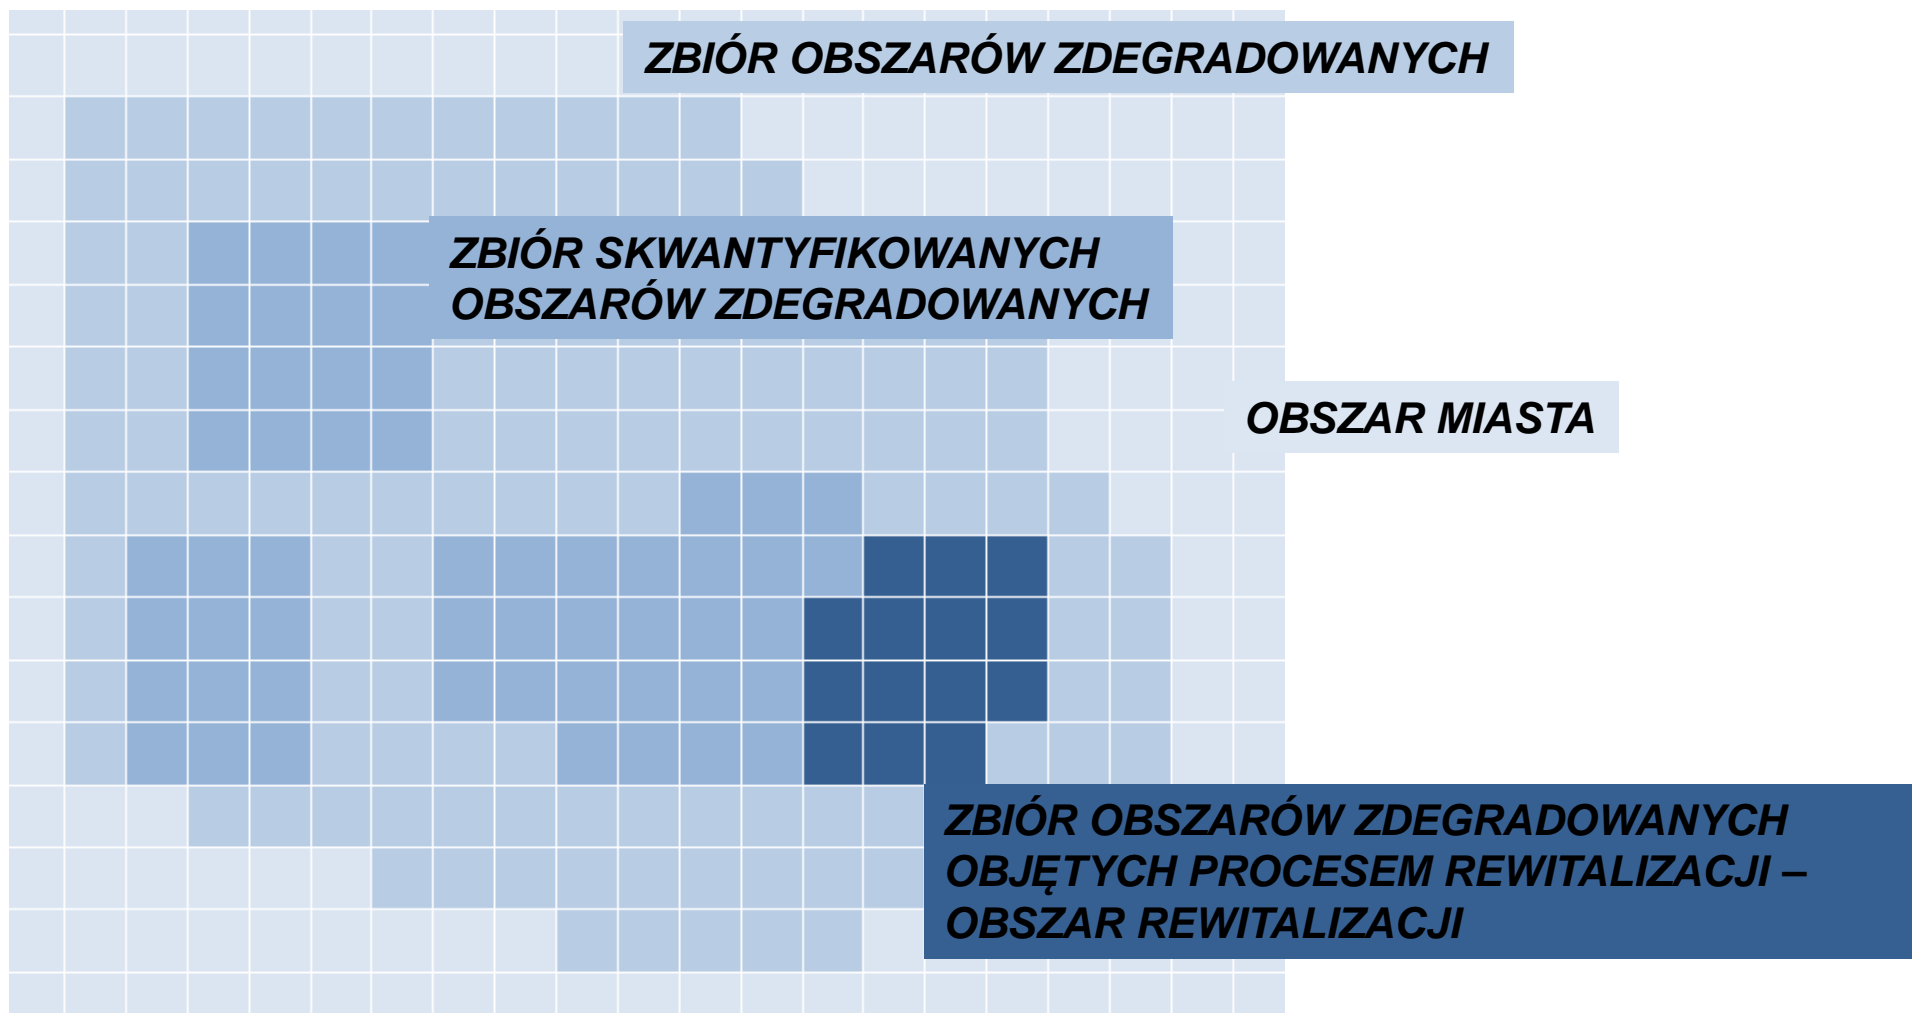 ZBIÓR OBSZARÓW ZDEGRADOWANYCH
ZBIÓR SKWANTYFIKOWANYCH
OBSZARÓW ZDEGRADOWANYCH
OBSZAR MIASTA
ZBIÓR OBSZARÓW ZDEGRADOWANYCH
OBJĘTYCH PROCESEM REWITALIZACJI –
OBSZAR REWITALIZACJI